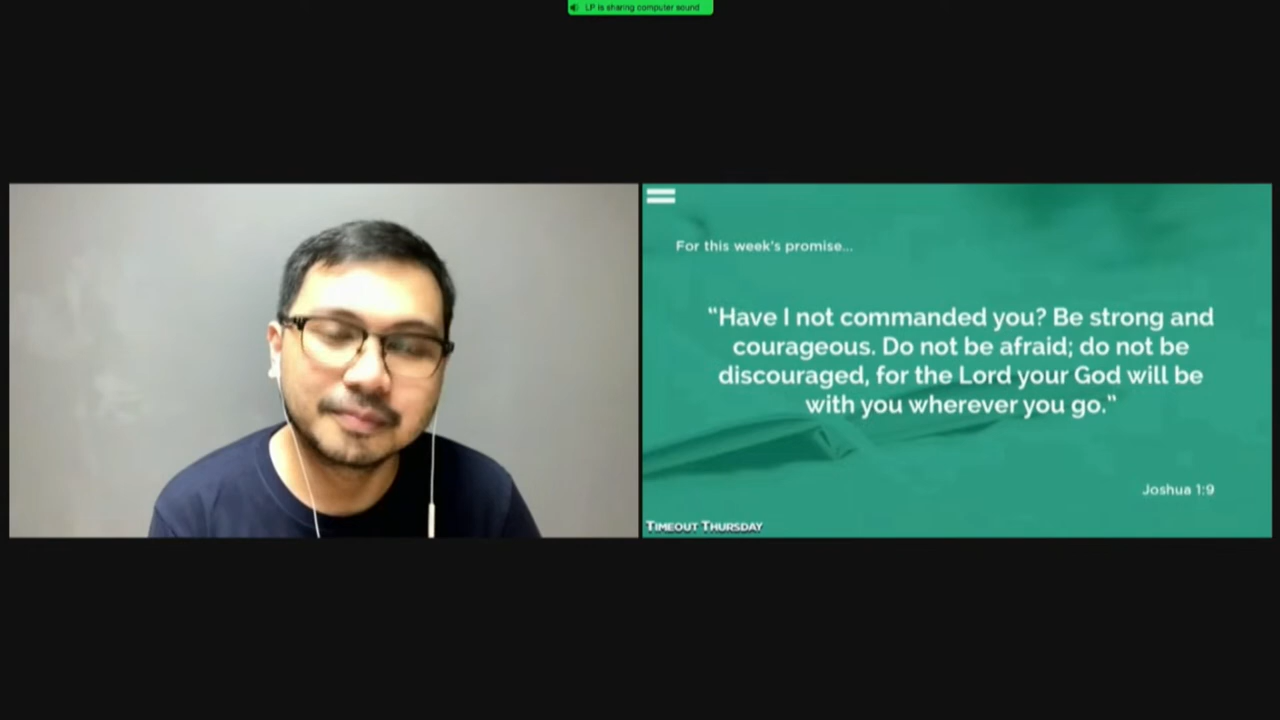 LP is sharing computer sound
For this week's promise...
“Have I not commanded you? Be strong and
courageous. Do not be afraid; do not be
discouraged, for the Lord your God will be
with you wherever you go.”
Joshua 1:9
TIMEOUT THURSDAY